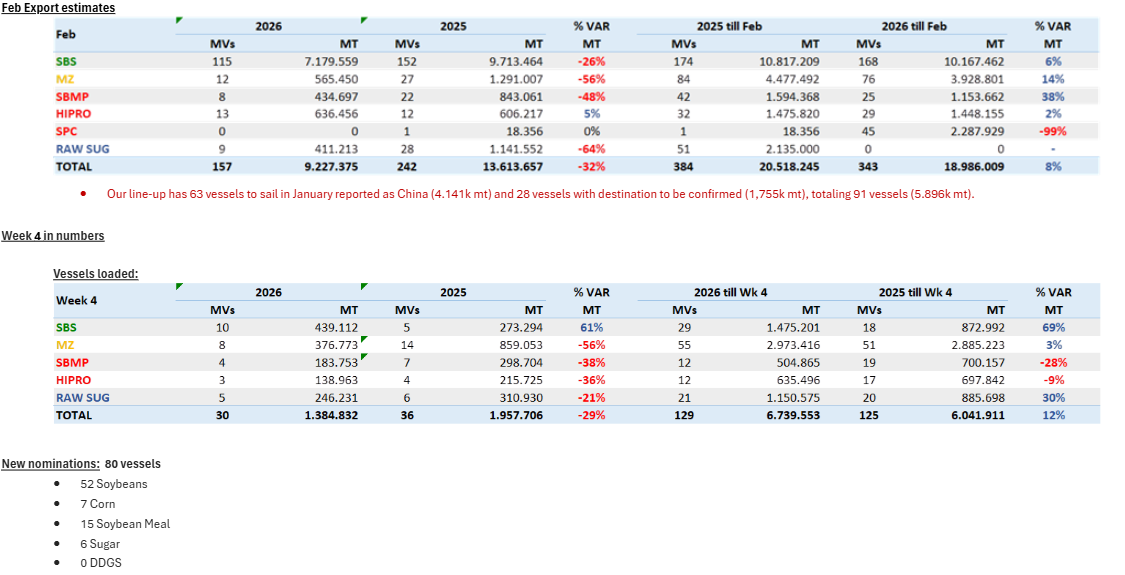 Feb Export estimates
Feb 2026 2025 % VAR 2025 till Feb 2026 till Feb % VAR
MVs MT MVs MT MT MVs MT MVs MT MT
SBS 115 7.179.559 152 9.713.464 -26% 174 10.817.209 168 10.167.462 6%
MZ 12 565.450 27 1.291.007 -56% 84 4.477.492 76 3.928.801 14%
SBMP 8 434.697 22 843.061 -48% 42 1.594.368 25 1.153.662 38%
HIPRO 13 636.456 12 606.217 5% 32 1.475.820 29 1.448.155 2%
SPC 0 0 1 18.356 0% 1 18.356 45 2.287.929 -99%
RAW SUG 9 411.213 28 1.141.552 -64% 51 2.135.000 0 0 -
TOTAL 157 9.227.375 242 13.613.657 -32% 384 20.518.245 343 18.986.009 8%
• Our line-up has 63 vessels to sail in January reported as China (4.141k mt) and 28 vessels with destination to be confirmed (1,755k mt), totaling 91 vessels (5.896k mt).
Week 4 in numbers
Vessels loaded:
Week 4 2026 2025 % VAR 2026 till Wk 4 2025 till Wk 4 % VAR
MVs MT MVs MT MT MVs MT MVs MT MT
SBS 10 439.112 5 273.294 61% 29 1.475.201 18 872.992 69%
MZ 8 376.773 14 859.053 -56% 55 2.973.416 51 2.885.223 3%
SBMP 4 183.753 7 298.704 -38% 12 504.865 19 700.157 -28%
HIPRO 3 138.963 4 215.725 -36% 12 635.496 17 697.842 -9%
RAW SUG 5 246.231 6 310.930 -21% 21 1.150.575 20 885.698 30%
TOTAL 30 1.384.832 36 1.957.706 -29% 129 6.739.553 125 6.041.911 12%
New nominations: 80 vessels
• 52 Soybeans
• 7 Corn
• 15 Soybean Meal
• 6 Sugar
• 0 DDGS